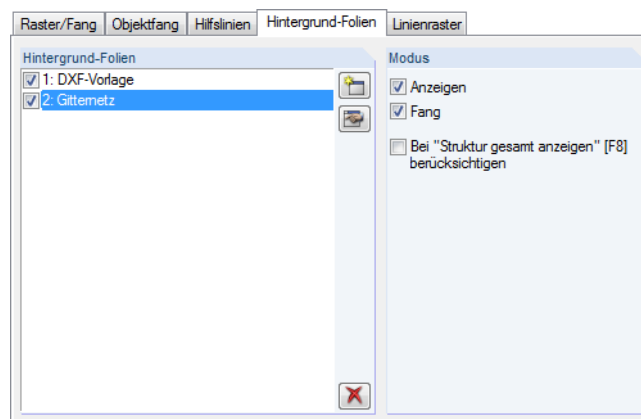 Raster/Fang Objektfang Hilfslinien Hintergrund-Folien Linienraster
Hintergrund-Folien
1: DXF-Vorlage
2: Gitternetz
Modus
Anzeigen
Fang
Bei "Struktur gesamt anzeigen" [F8]
berücksichtigen